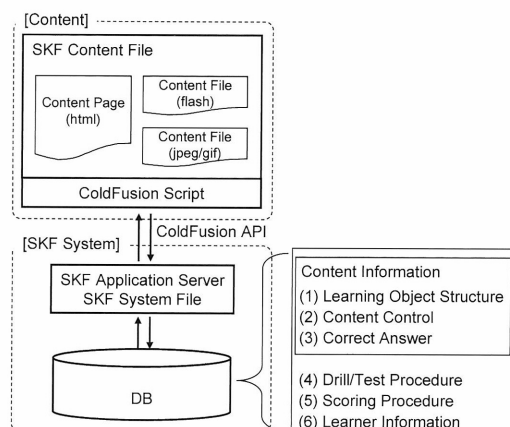 [Content]
SKF Content File
Content Page
(html)
Content File
(flash)
Content File
(jpeg/gif)
ColdFusion Script
ColdFusion API
[SKF System]
SKF Application Server
SKF System File
DB
Content Information
(1) Learning Object Structure
(2) Content Control
(3) Correct Answer
(4) Drill/Test Procedure
(5) Scoring Procedure
(6) Learner Information